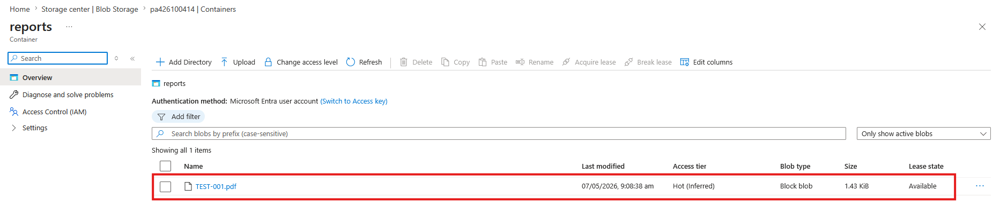 Home > Storage center | Blob Storage > pa426100414 | Containers
reports ...
Container
Search
Overview
Diagnose and solve problems
Access Control (IAM)
Settings
Add Directory Upload Change access level Refresh Delete Copy Paste Rename Acquire lease Break lease Edit columns
reports
Authentication method: Microsoft Entra user account (Switch to Access key)
Add filter
Search blobs by prefix (case-sensitive) Only show active blobs
Showing all 1 items
Name Last modified Access tier Blob type Size Lease state
TEST-001.pdf 07/05/2026, 9:08:38 am Hot (Inferred) Block blob 1.43 KiB Available ...